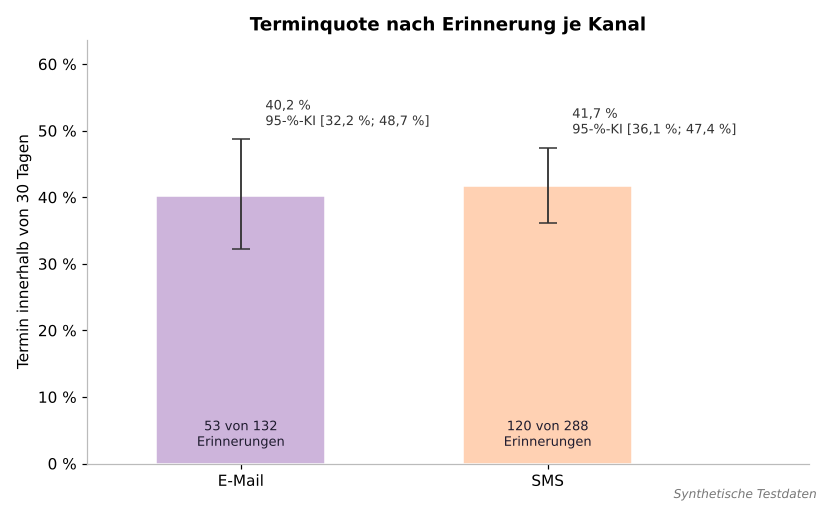 Terminquote nach Erinnerung je Kanal
Termin innerhalb von 30 Tagen
60 %
50 %
40 %
30 %
20 %
10 %
0 %
40,2 %
95-%-KI [32,2 %; 48,7 %]
41,7 %
95-%-KI [36,1 %; 47,4 %]
53 von 132
Erinnerungen
120 von 288
Erinnerungen
E-Mail
SMS
Synthetische Testdaten